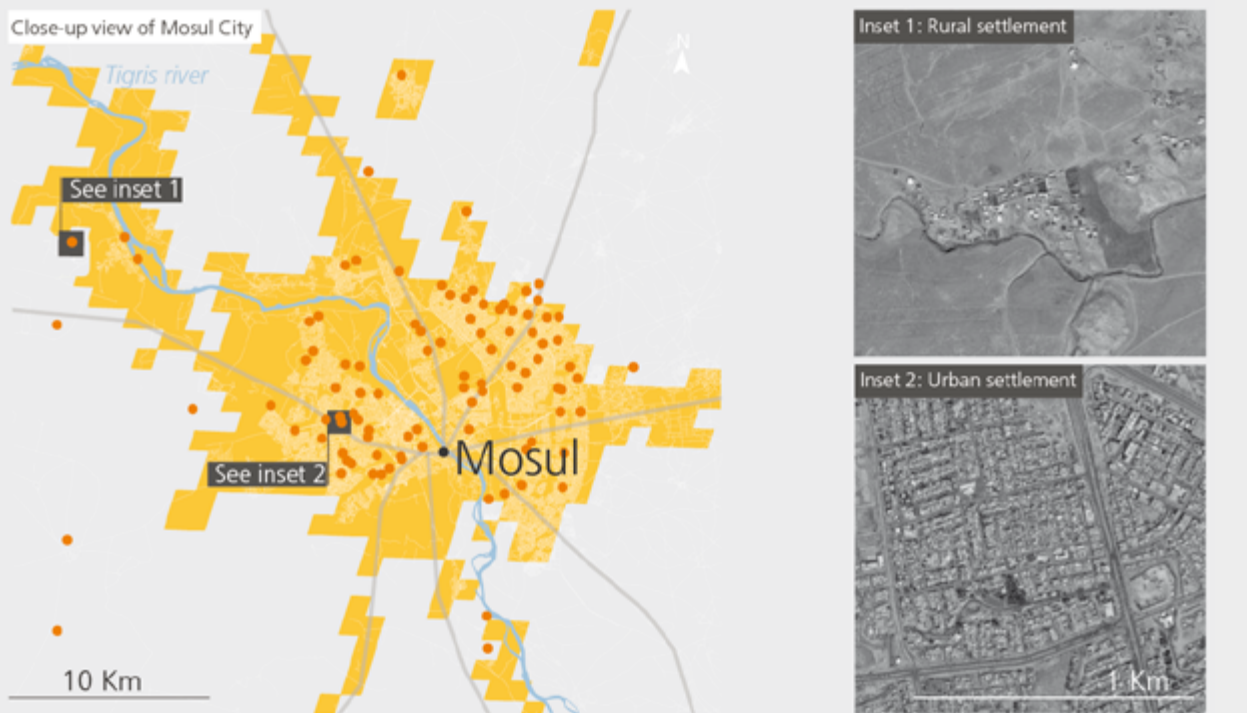 Close-up view of Mosul City
Tigris river
N
See inset 1
See inset 2
Mosul
10 Km
Inset 1: Rural settlement
Inset 2: Urban settlement
1 Km